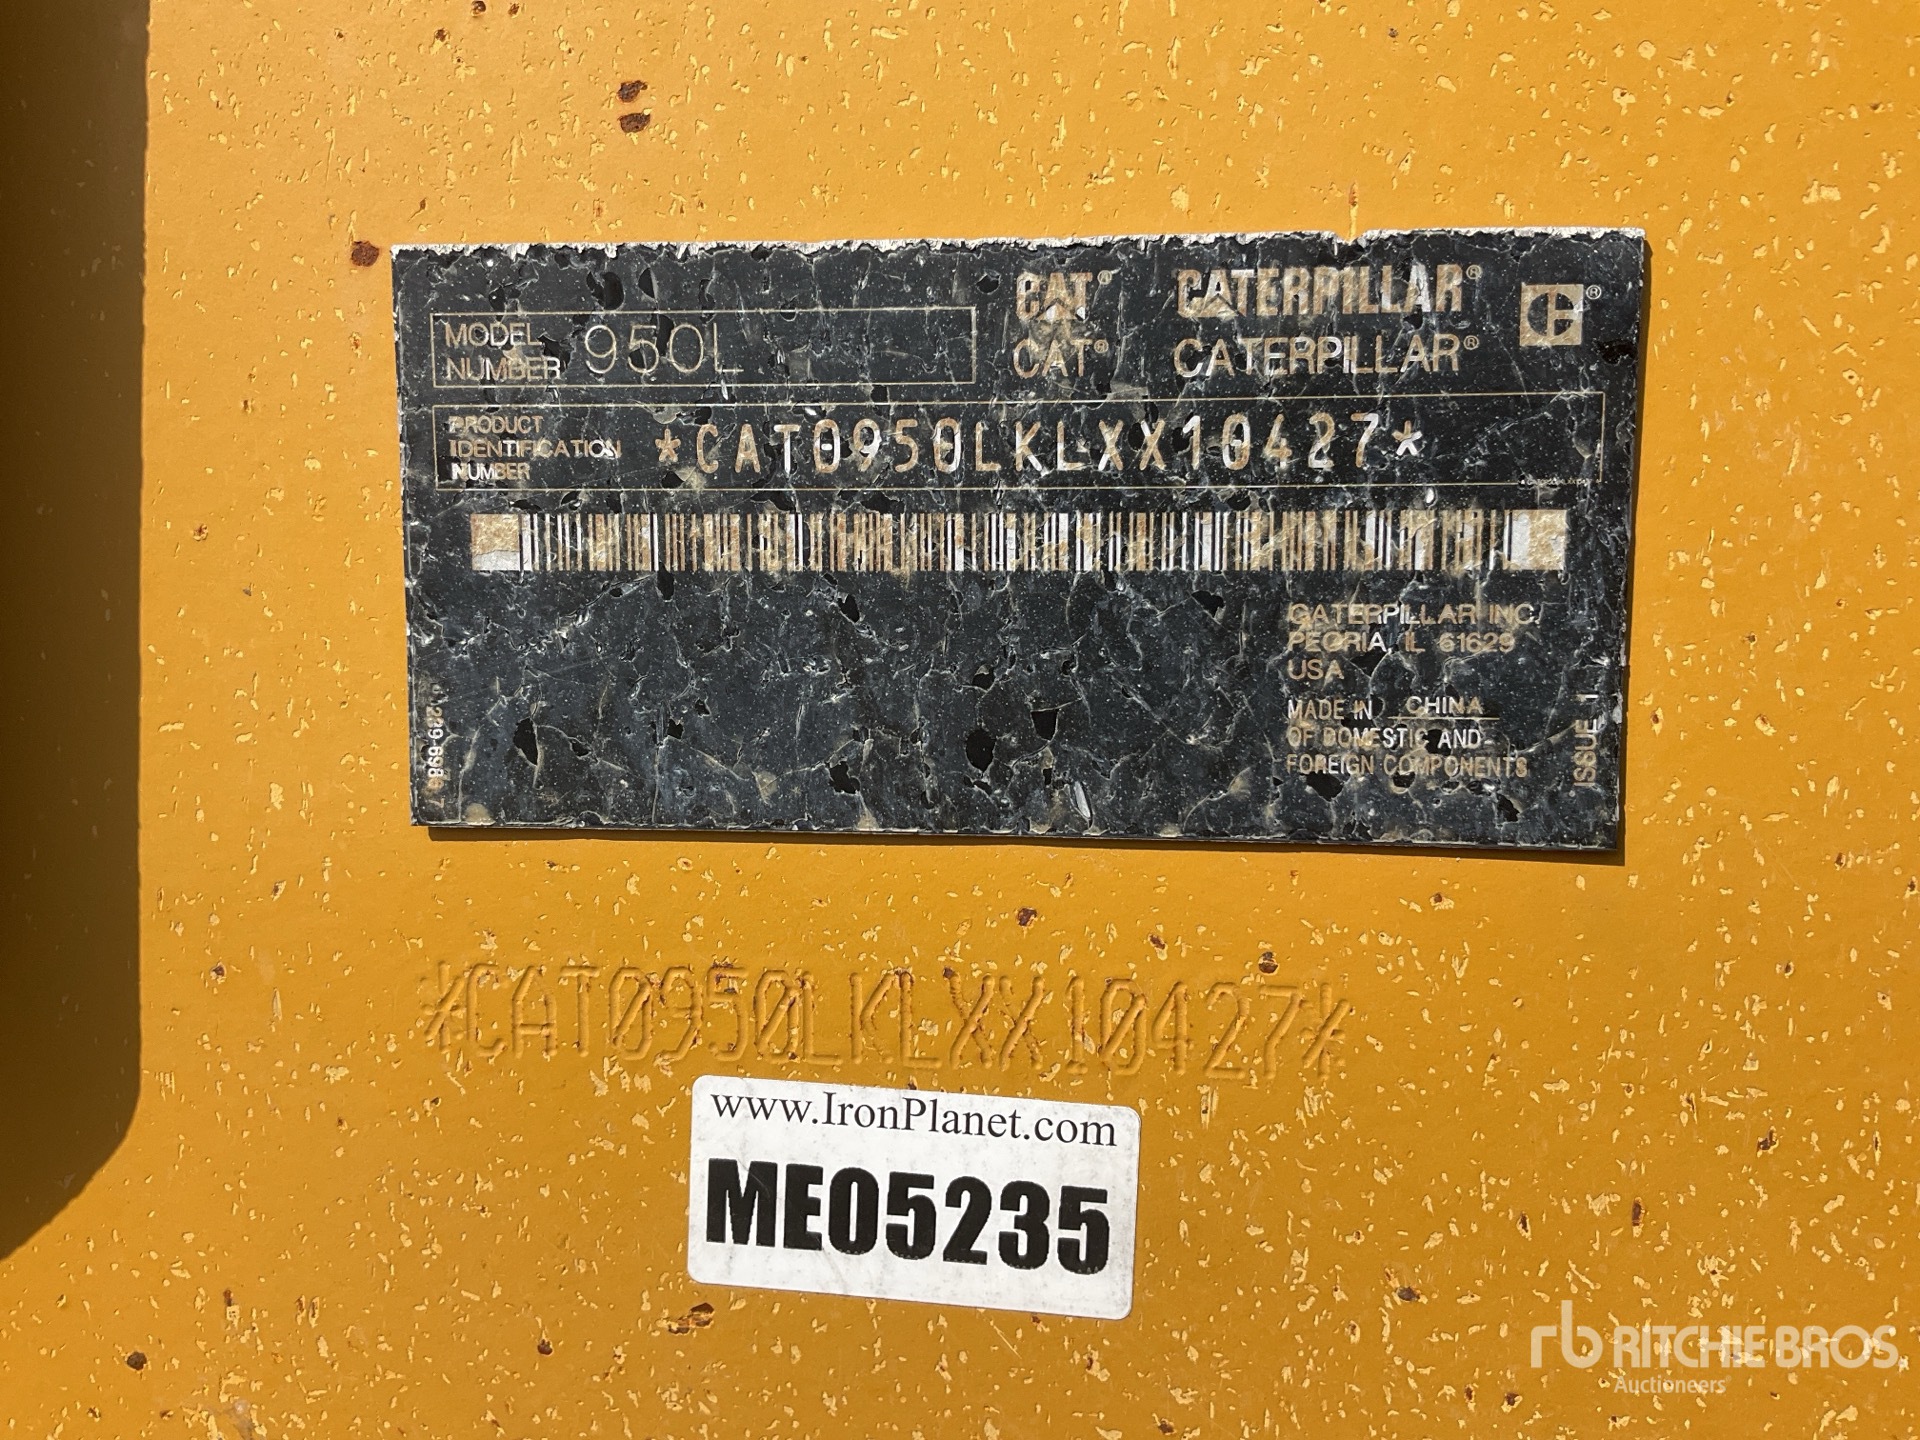 MODEL NUMBER 950L
CAT® CATERPILLAR®
CAT® CATERPILLAR®
PRODUCT IDENTIFICATION NUMBER *CAT0950LKLXX10427*
CATERPILLAR INC.
PEORIA, IL 61629
USA
MADE IN CHINA
OF DOMESTIC AND
FOREIGN COMPONENTS
ISSUE 1
*CAT0950LKLXX10427*
www.IronPlanet.com
ME05235
rb RITCHIE BROS
Auctioneers